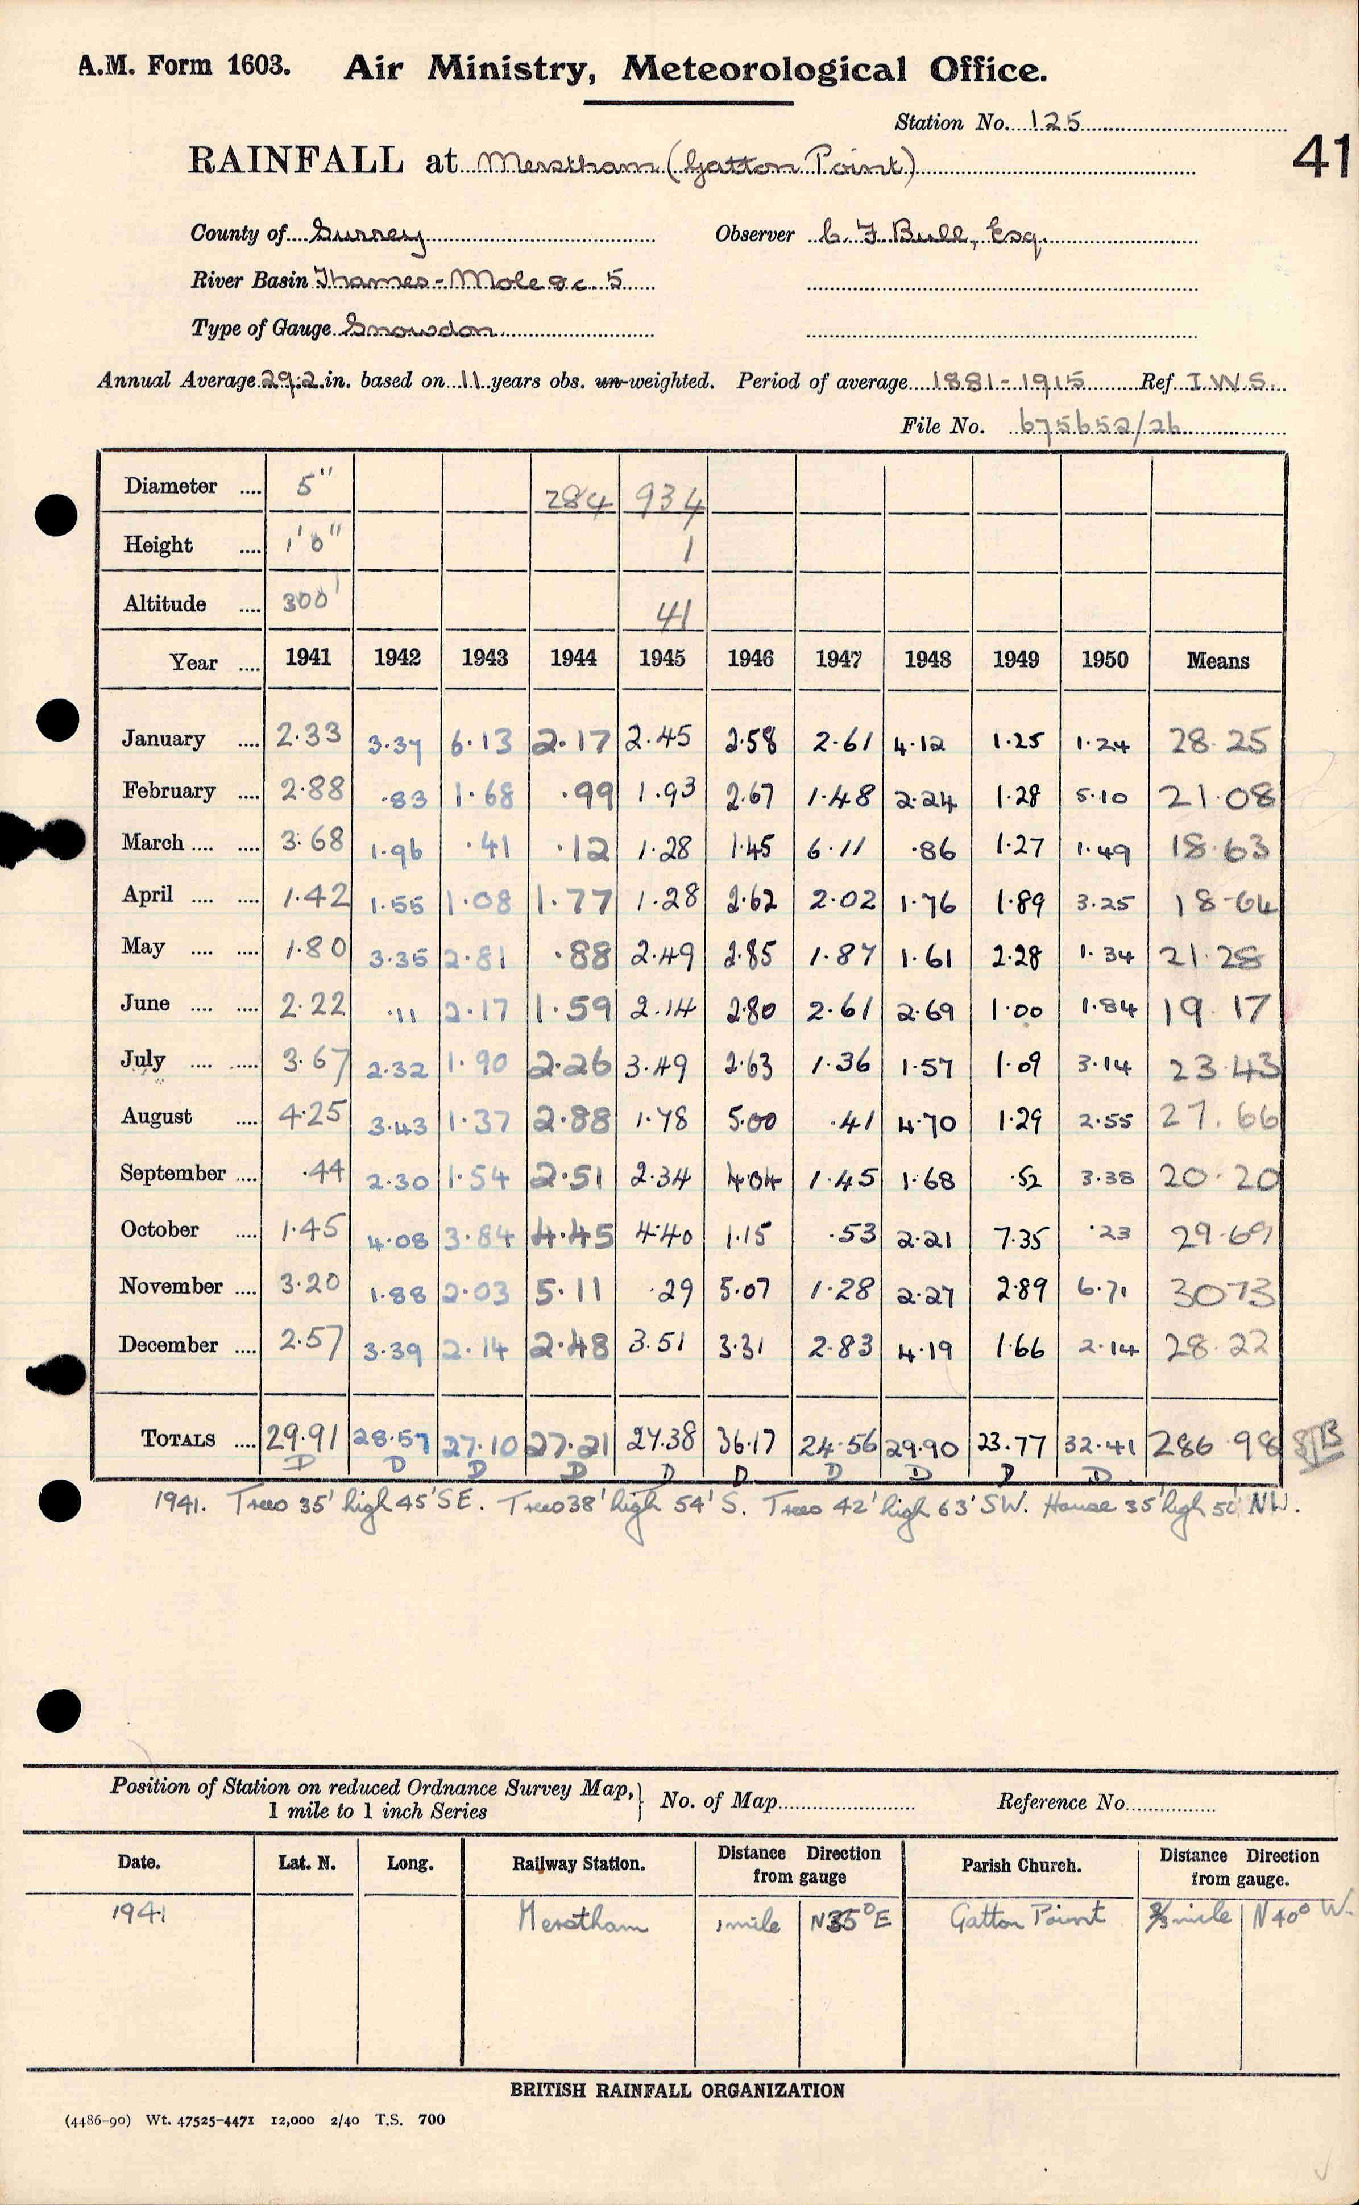 A.M. Form 1603. Air Ministry, Meteorological Office.
Station No. 125
41
RAINFALL at Merstham (Gatton Point)
County of Surrey Observer C. F. Bull, Esq.
River Basin Thames - Mole &c. 5
Type of Gauge Snowdon
Annual Average 29.2 in. based on 11 years obs. un-weighted. Period of average 1881-1915 Ref. I.W.S.
File No. 675652/26
Diameter .... 5" 284 934
Height .... 1'0" 1
Altitude .... 300' 41
Year .... 1941 1942 1943 1944 1945 1946 1947 1948 1949 1950 Means
January .... 2.33 3.37 6.13 2.17 2.45 2.58 2.61 4.12 1.25 1.24 28.25
February .... 2.88 .83 1.68 .99 1.93 2.67 1.48 2.24 1.28 5.10 21.08
March .... .... 3.68 1.96 .41 .12 1.28 1.45 6.11 .86 1.27 1.49 18.63
April .... .... 1.42 1.55 1.08 1.77 1.28 2.62 2.02 1.76 1.89 3.25 18.64
May .... .... 1.80 3.35 2.81 .88 2.49 2.85 1.87 1.61 2.28 1.34 21.28
June .... .... 2.22 .11 2.17 1.59 2.14 2.80 2.61 2.69 1.00 1.84 19.17
July .... .... 3.67 2.32 1.90 2.26 3.49 2.63 1.36 1.57 1.09 3.14 23.43
August .... 4.25 3.43 1.37 2.88 1.78 5.00 .41 4.70 1.29 2.55 27.66
September .... .44 2.30 1.54 2.51 2.34 4.04 1.45 1.68 .52 3.38 20.20
October .... 1.45 4.08 3.84 4.45 4.40 1.15 .53 2.21 7.35 .23 29.69
November .... 3.20 1.88 2.03 5.11 .29 5.07 1.28 2.27 2.89 6.71 30.73
December .... 2.57 3.39 2.14 2.48 3.51 3.31 2.83 4.19 1.66 2.14 28.22
TOTALS .... 29.91 28.57 27.10 27.21 27.38 36.17 24.56 29.90 23.77 32.41 286.98
D D D D D D D D D D
1941. Trees 35' high 45' SE. Trees 38' high 54' S. Trees 42' high 63' SW. House 35' high 50' NW.
Position of Station on reduced Ordnance Survey Map, 1 mile to 1 inch Series } No. of Map Reference No.
Date. Lat. N. Long. Railway Station. Distance from gauge Direction Parish Church. Distance from gauge. Direction
1941 Merstham 1 mile N35°E Gatton Point 2/3 mile N 40° W.
BRITISH RAINFALL ORGANIZATION
(4486-90) Wt. 47525-4471 12,000 2/40 T.S. 700